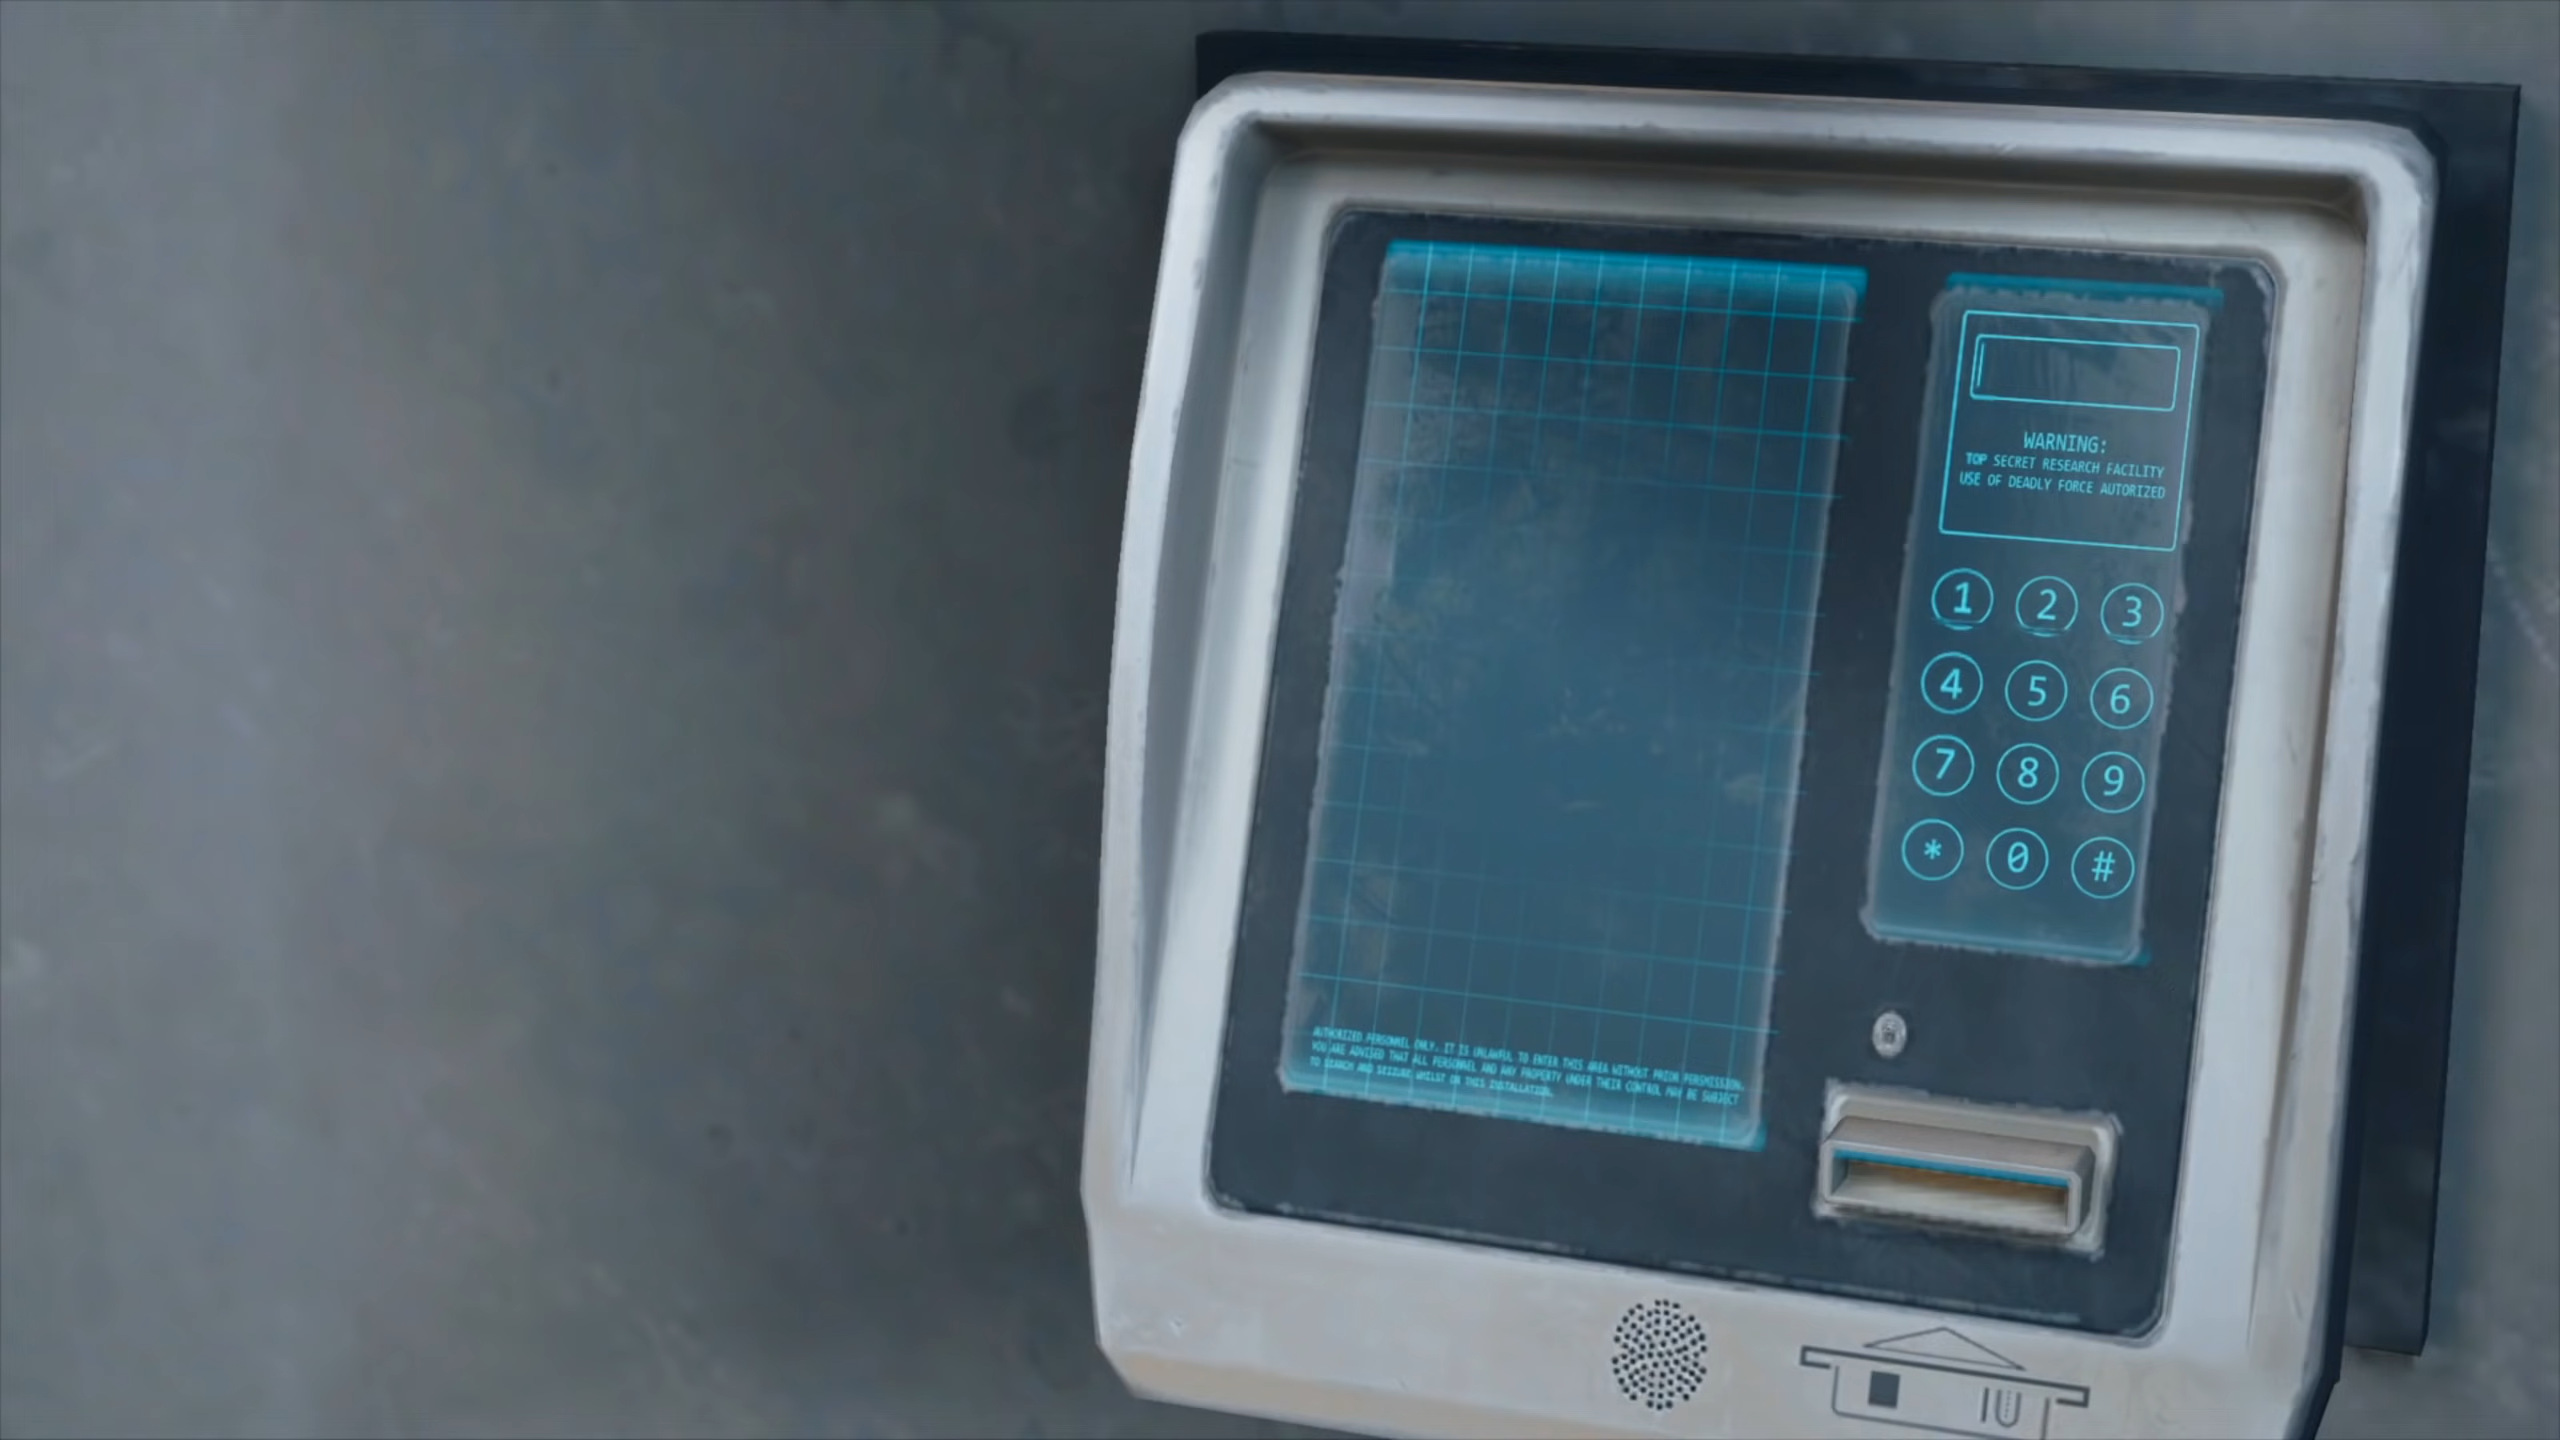 WARNING:
TOP SECRET RESEARCH FACILITY
USE OF DEADLY FORCE AUTORIZED
1 2 3
4 5 6
7 8 9
* 0 #
AUTHORIZED PERSONNEL ONLY. IT IS UNLAWFUL TO ENTER THIS AREA WITHOUT PRIOR PERSMISSION.
YOU ARE ADVISED THAT ALL PERSONNEL AND ANY PROPERTY UNDER THEIR CONTROL MAY BE SUBJECT
TO SEARCH AND SEIZURE WHILST ON THIS INSTALLATION.